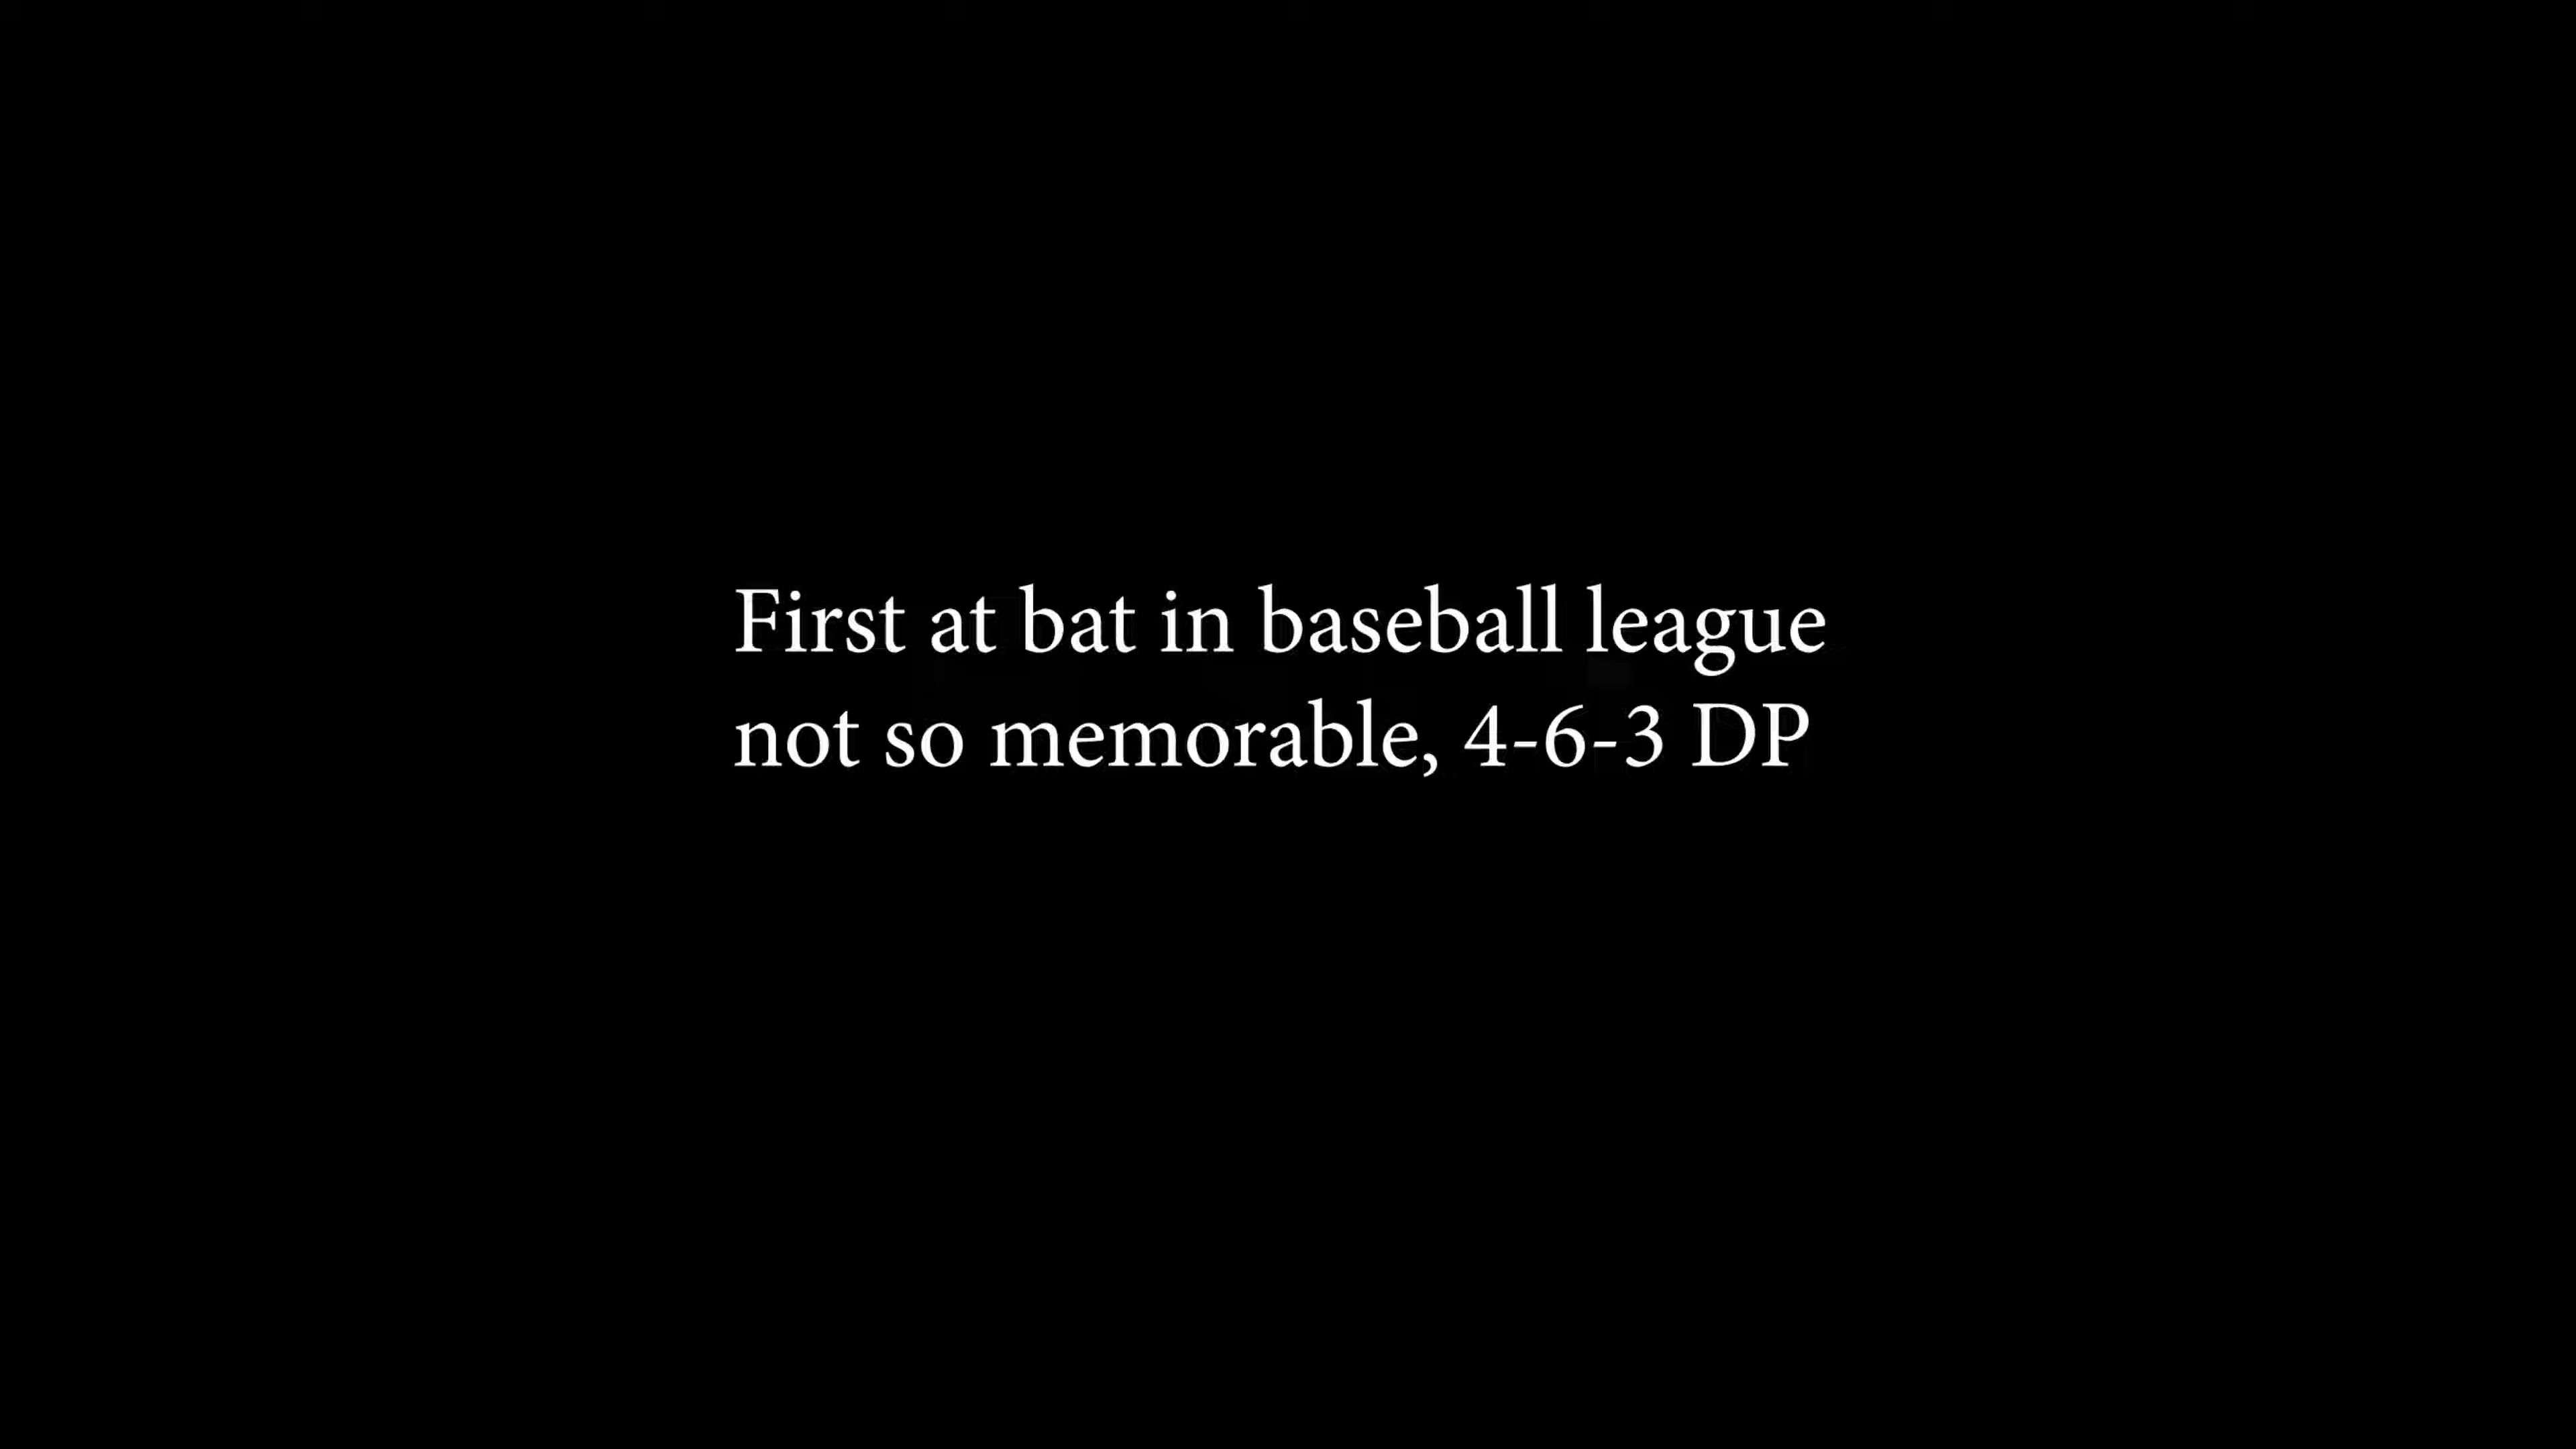 First at bat in baseball league
not so memorable, 4-6-3 DP